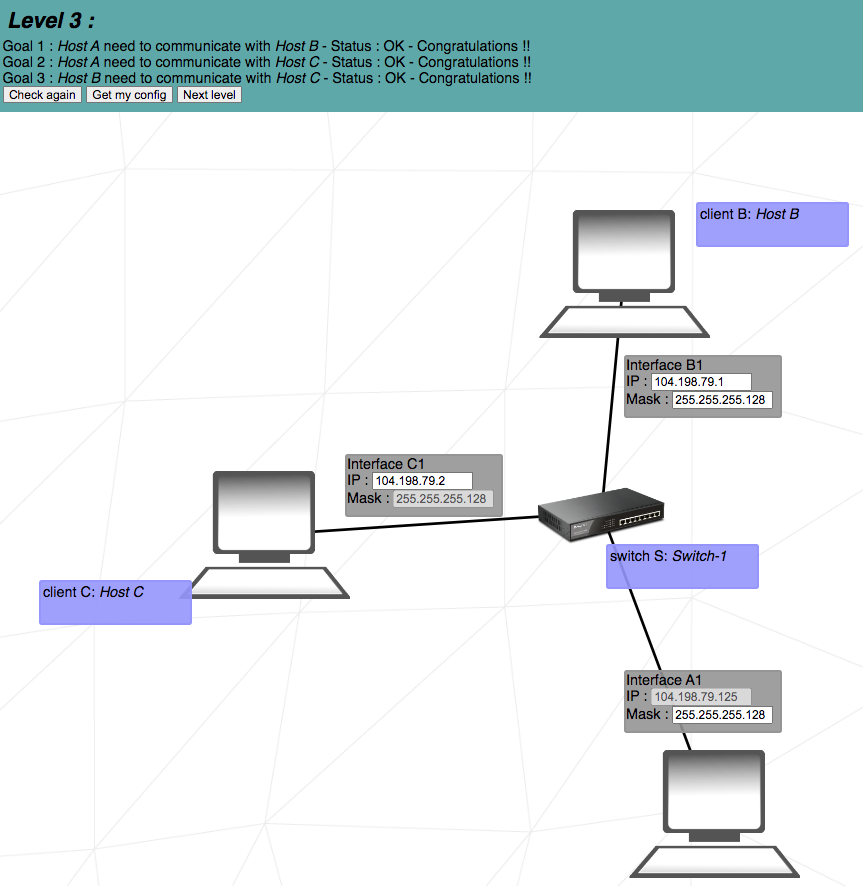 Level 3 :
Goal 1 : Host A need to communicate with Host B - Status : OK - Congratulations !!
Goal 2 : Host A need to communicate with Host C - Status : OK - Congratulations !!
Goal 3 : Host B need to communicate with Host C - Status : OK - Congratulations !!
Check again Get my config Next level
client B: Host B
Interface B1
IP : 104.198.79.1
Mask : 255.255.255.128
Interface C1
IP : 104.198.79.2
Mask : 255.255.255.128
switch S: Switch-1
client C: Host C
Interface A1
IP : 104.198.79.125
Mask : 255.255.255.128